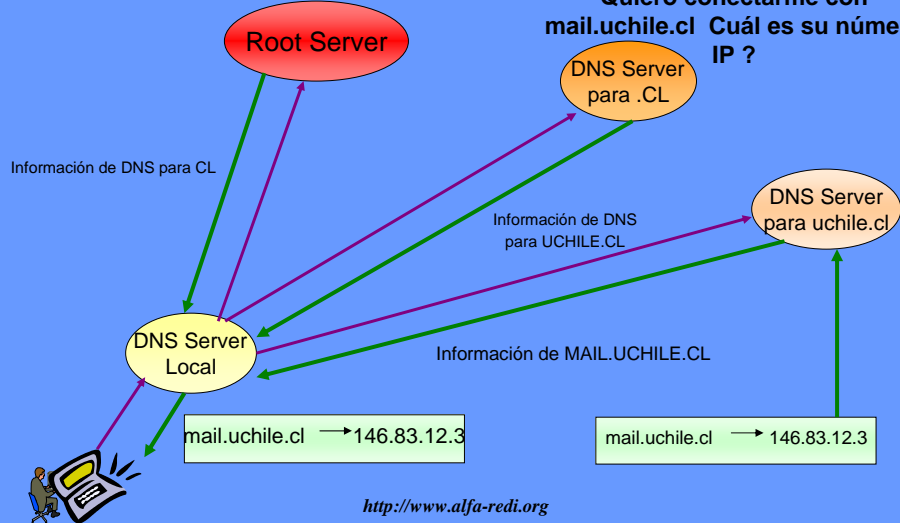 Quiero conectarme con
mail.uchile.cl Cuál es su núme
IP ?
Root Server
DNS Server
para .CL
Información de DNS para CL
DNS Server
para uchile.cl
Información de DNS
para UCHILE.CL
DNS Server
Local
Información de MAIL.UCHILE.CL
mail.uchile.cl → 146.83.12.3
mail.uchile.cl → 146.83.12.3
http://www.alfa-redi.org